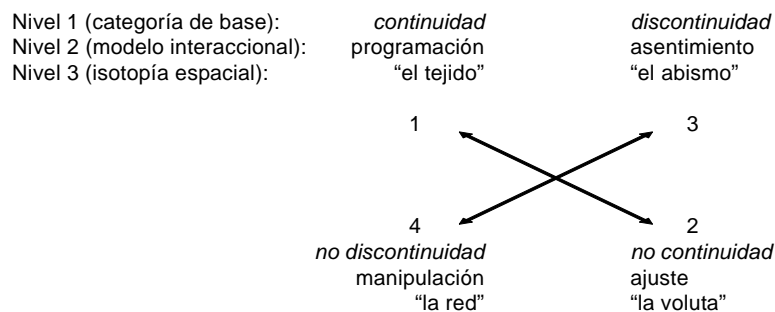 Nivel 1 (categoría de base): continuidad discontinuidad
Nivel 2 (modelo interaccional): programación asentimiento
Nivel 3 (isotopía espacial): “el tejido” “el abismo”
1 3
4 2
no discontinuidad no continuidad
manipulación ajuste
“la red” “la voluta”